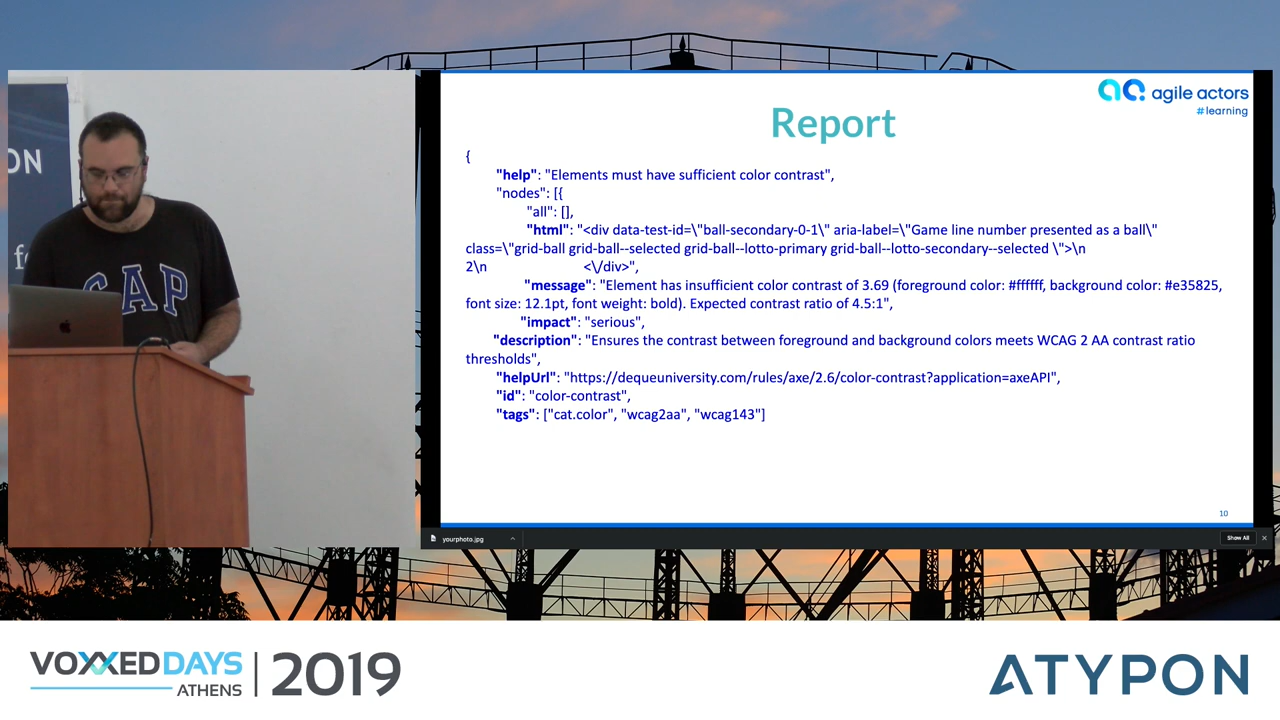 ON
fo
GAP
agile actors
#learning
Report
{
"help": "Elements must have sufficient color contrast",
"nodes": [{
"all": [],
"html": "<div data-test-id=\"ball-secondary-0-1\" aria-label=\"Game line number presented as a ball\"
class=\"grid-ball grid-ball--selected grid-ball--lotto-primary grid-ball--lotto-secondary--selected \">\n
2\n <\/div>",
"message": "Element has insufficient color contrast of 3.69 (foreground color: #ffffff, background color: #e35825,
font size: 12.1pt, font weight: bold). Expected contrast ratio of 4.5:1",
"impact": "serious",
"description": "Ensures the contrast between foreground and background colors meets WCAG 2 AA contrast ratio
thresholds",
"helpUrl": "https://dequeuniversity.com/rules/axe/2.6/color-contrast?application=axeAPI",
"id": "color-contrast",
"tags": ["cat.color", "wcag2aa", "wcag143"]
10
yourphoto.jpg
Show All
VOXXED DAYS
ATHENS
2019
ATYPON